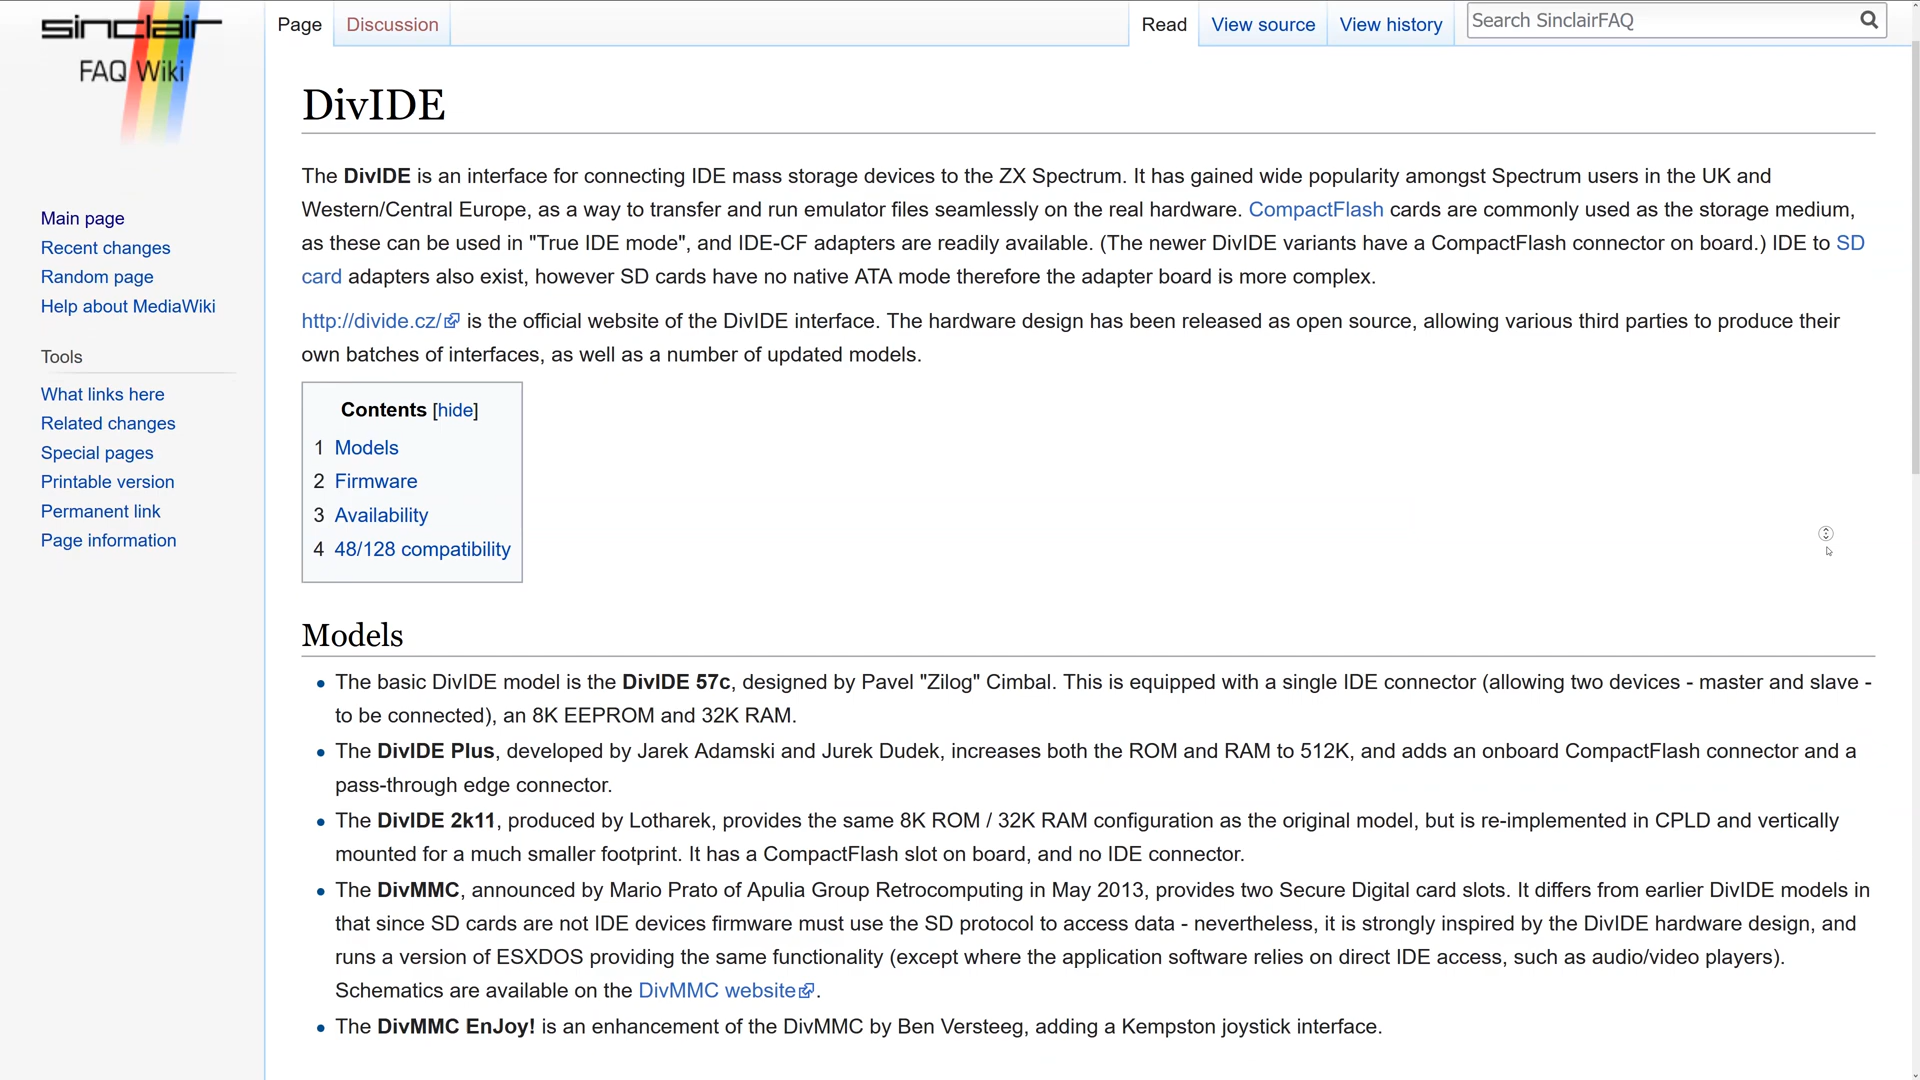 sinclair
FAQ Wiki
Page
Discussion
Read
View source
View history
Search SinclairFAQ
Main page
Recent changes
Random page
Help about MediaWiki
Tools
What links here
Related changes
Special pages
Printable version
Permanent link
Page information
DivIDE
The DivIDE is an interface for connecting IDE mass storage devices to the ZX Spectrum. It has gained wide popularity amongst Spectrum users in the UK and
Western/Central Europe, as a way to transfer and run emulator files seamlessly on the real hardware. CompactFlash cards are commonly used as the storage medium,
as these can be used in "True IDE mode", and IDE-CF adapters are readily available. (The newer DivIDE variants have a CompactFlash connector on board.) IDE to SD
card adapters also exist, however SD cards have no native ATA mode therefore the adapter board is more complex.
http://divide.cz/ is the official website of the DivIDE interface. The hardware design has been released as open source, allowing various third parties to produce their
own batches of interfaces, as well as a number of updated models.
Contents [hide]
1 Models
2 Firmware
3 Availability
4 48/128 compatibility
Models
• The basic DivIDE model is the DivIDE 57c, designed by Pavel "Zilog" Cimbal. This is equipped with a single IDE connector (allowing two devices - master and slave -
to be connected), an 8K EEPROM and 32K RAM.
• The DivIDE Plus, developed by Jarek Adamski and Jurek Dudek, increases both the ROM and RAM to 512K, and adds an onboard CompactFlash connector and a
pass-through edge connector.
• The DivIDE 2k11, produced by Lotharek, provides the same 8K ROM / 32K RAM configuration as the original model, but is re-implemented in CPLD and vertically
mounted for a much smaller footprint. It has a CompactFlash slot on board, and no IDE connector.
• The DivMMC, announced by Mario Prato of Apulia Group Retrocomputing in May 2013, provides two Secure Digital card slots. It differs from earlier DivIDE models in
that since SD cards are not IDE devices firmware must use the SD protocol to access data - nevertheless, it is strongly inspired by the DivIDE hardware design, and
runs a version of ESXDOS providing the same functionality (except where the application software relies on direct IDE access, such as audio/video players).
Schematics are available on the DivMMC website.
• The DivMMC EnJoy! is an enhancement of the DivMMC by Ben Versteeg, adding a Kempston joystick interface.